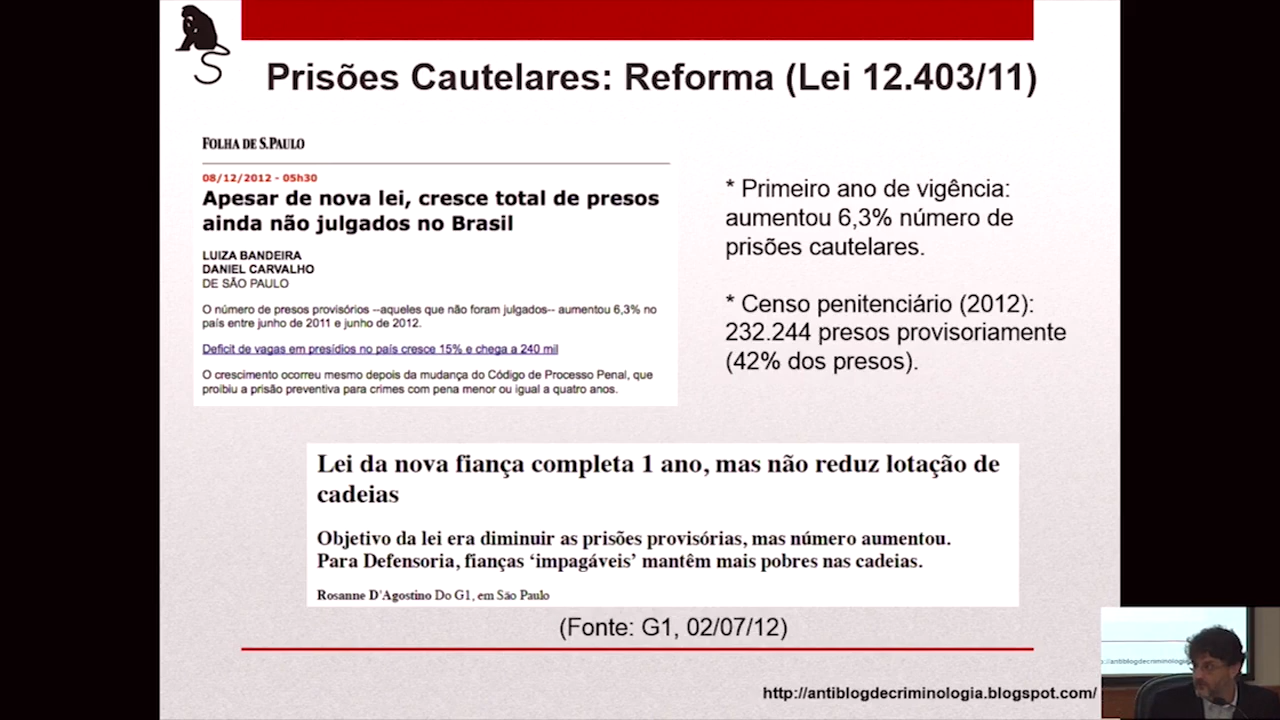 Prisões Cautelares: Reforma (Lei 12.403/11)
FOLHA DE S.PAULO
08/12/2012 - 05h30
Apesar de nova lei, cresce total de presos
ainda não julgados no Brasil
LUIZA BANDEIRA
DANIEL CARVALHO
DE SÃO PAULO
O número de presos provisórios --aqueles que não foram julgados-- aumentou 6,3% no
país entre junho de 2011 e junho de 2012.
Deficit de vagas em presídios no país cresce 15% e chega a 240 mil
O crescimento ocorreu mesmo depois da mudança do Código de Processo Penal, que
proibiu a prisão preventiva para crimes com pena menor ou igual a quatro anos.
* Primeiro ano de vigência:
aumentou 6,3% número de
prisões cautelares.
* Censo penitenciário (2012):
232.244 presos provisoriamente
(42% dos presos).
Lei da nova fiança completa 1 ano, mas não reduz lotação de
cadeias
Objetivo da lei era diminuir as prisões provisórias, mas número aumentou.
Para Defensoria, fianças ‘impagáveis’ mantêm mais pobres nas cadeias.
Rosanne D'Agostino Do G1, em São Paulo
(Fonte: G1, 02/07/12)
http://antiblogdecriminologia.blogspot.com/